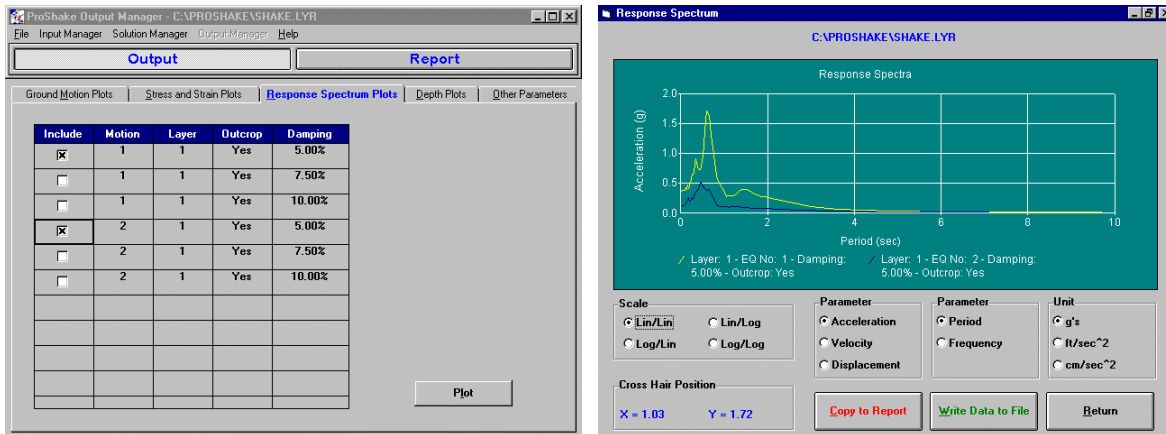 ProShake Output Manager - C:\PROSHAKE\SHAKE.LYR
File Input Manager Solution Manager Output Manager Help
Output Report
Ground Motion Plots Stress and Strain Plots Response Spectrum Plots Depth Plots Other Parameters
Include Motion Layer Outcrop Damping
1 1 Yes 5.00%
1 1 Yes 7.50%
1 1 Yes 10.00%
2 1 Yes 5.00%
2 1 Yes 7.50%
2 1 Yes 10.00%
Plot
Response Spectrum
C:\PROSHAKE\SHAKE.LYR
Response Spectra
Acceleration (g)
2.0
1.5
1.0
0.5
0.0
0 2 4 6 8 10
Period (sec)
Layer: 1 - EQ No: 1 - Damping: Layer: 1 - EQ No: 2 - Damping:
5.00% - Outcrop: Yes 5.00% - Outcrop: Yes
Scale Parameter Parameter Unit
Lin/Lin Lin/Log Acceleration Period g's
Log/Lin Log/Log Velocity Frequency ft/sec^2
Displacement cm/sec^2
Cross Hair Position
X = 1.03 Y = 1.72
Copy to Report Write Data to File Return